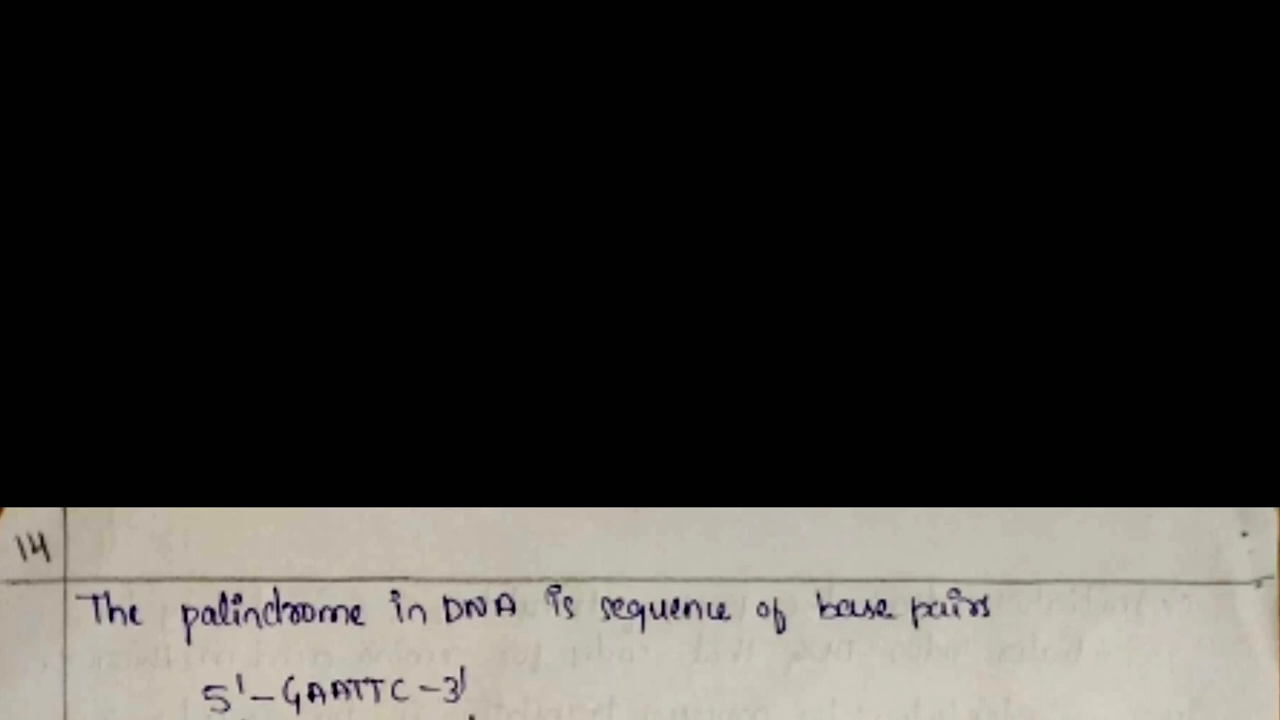 14
The palindrome in DNA is sequence of base pairs
5'-GAATTC-3'